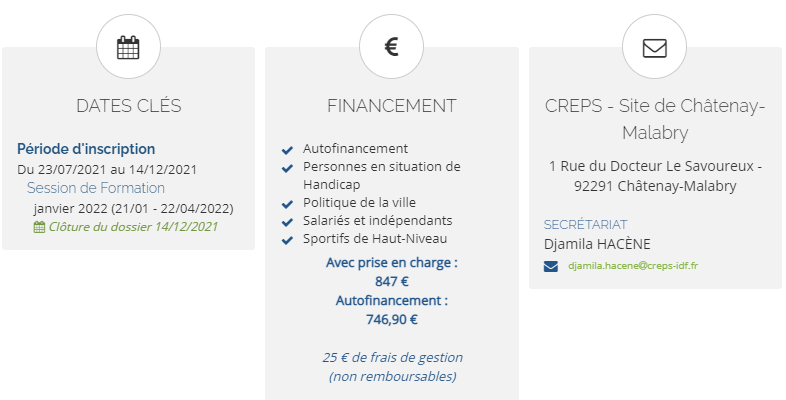 DATES CLÉS
Période d'inscription
Du 23/07/2021 au 14/12/2021
Session de Formation
janvier 2022 (21/01 - 22/04/2022)
Clôture du dossier 14/12/2021
€
FINANCEMENT
Autofinancement
Personnes en situation de
Handicap
Politique de la ville
Salariés et indépendants
Sportifs de Haut-Niveau
Avec prise en charge :
847 €
Autofinancement :
746,90 €
25 € de frais de gestion
(non remboursables)
CREPS - Site de Châtenay-
Malabry
1 Rue du Docteur Le Savoureux -
92291 Châtenay-Malabry
SECRÉTARIAT
Djamila HACÈNE
djamila.hacene@creps-idf.fr